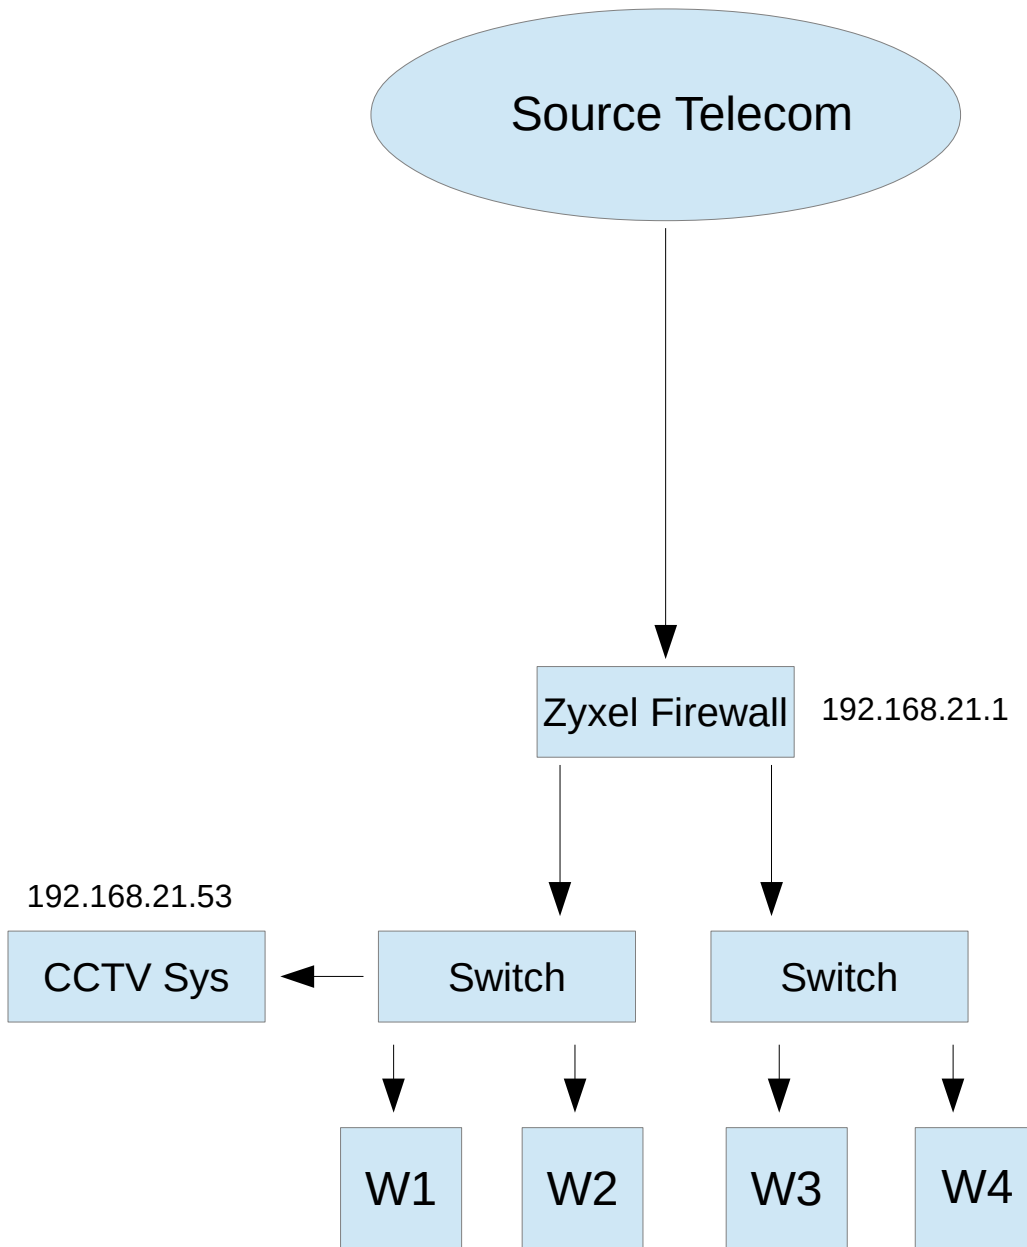 Source Telecom
Zyxel Firewall
192.168.21.1
192.168.21.53
CCTV Sys
Switch
Switch
W1
W2
W3
W4